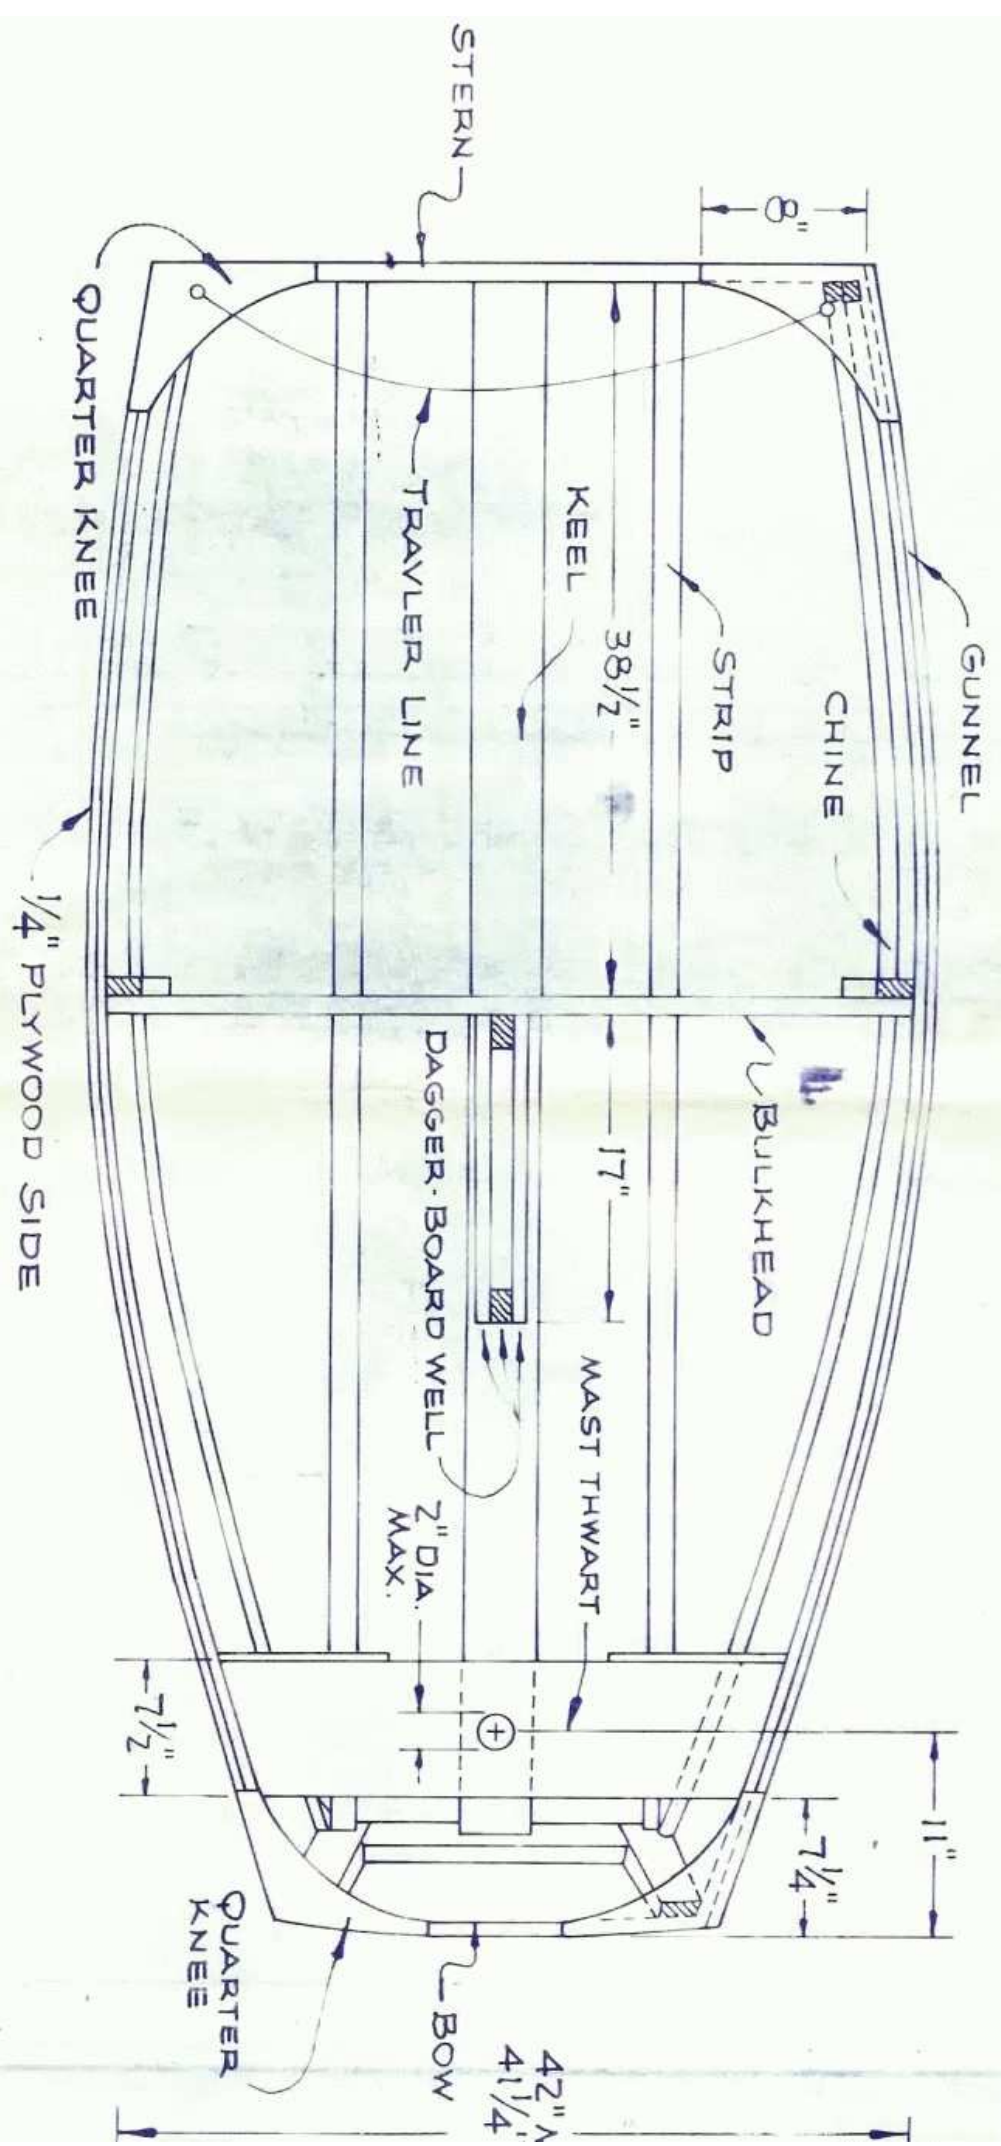 STERN
8"
QUARTER KNEE
TRAVLER LINE
KEEL
38 1/2"
STRIP
CHINE
GUNNEL
1/4" PLYWOOD SIDE
BULKHEAD
17"
DAGGER-BOARD WELL
MAST THWART
2" DIA.
MAX.
7 1/2"
7 1/4"
11"
QUARTER
KNEE
BOW
42"
41 1/4"